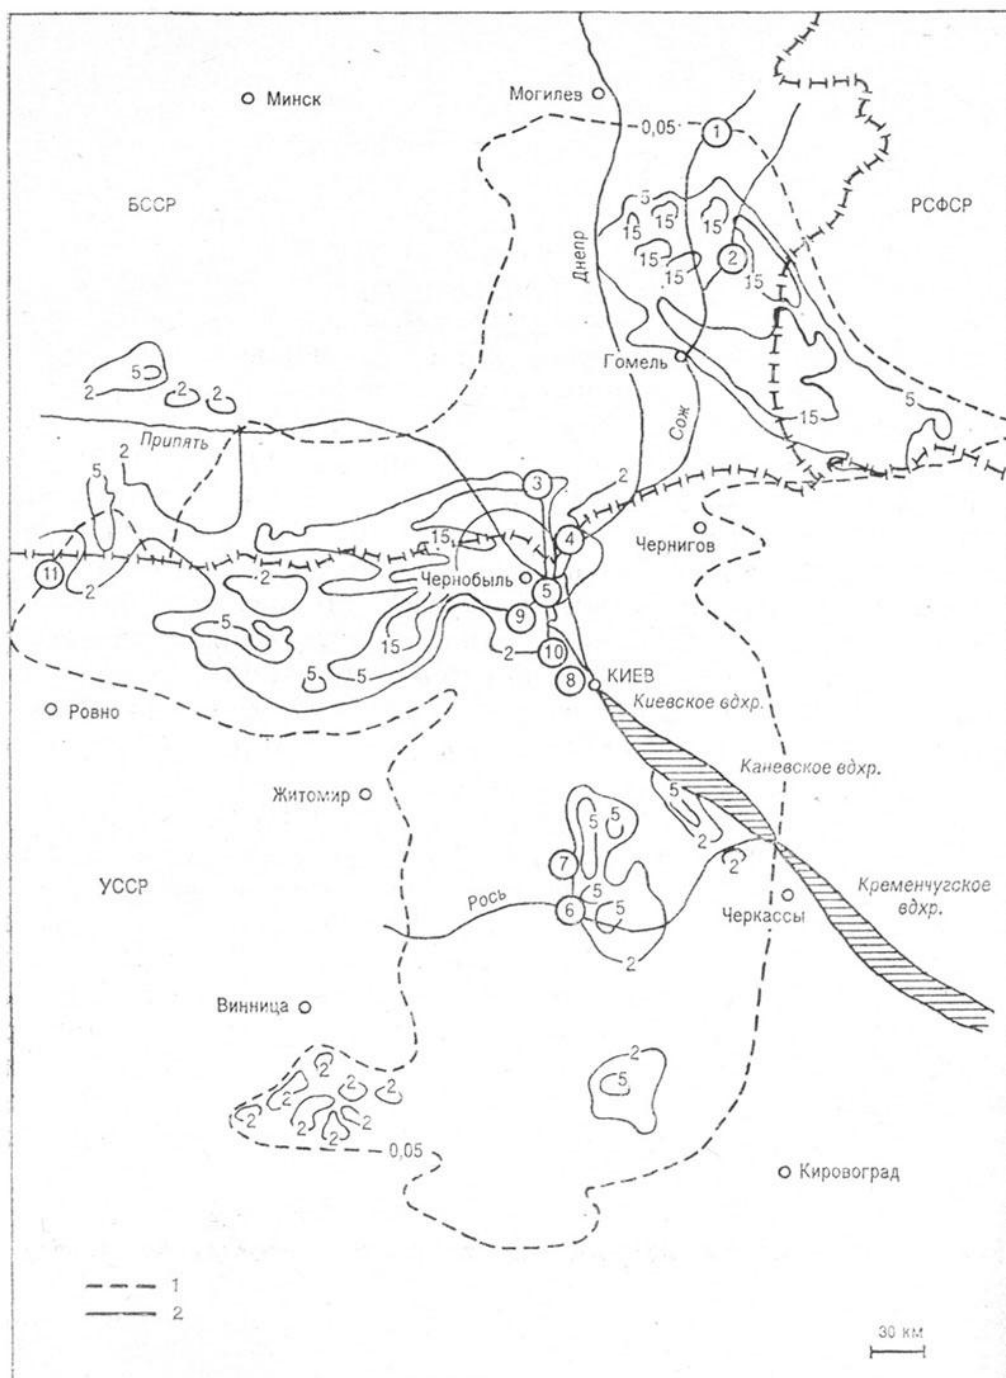 Минск
Могилев
0,05
1
БССР
РСФСР
5
15
15
15
15
15
15
2
Днепр
Гомель
5
2
2
2
15
5
Припять
Сож
2
5
3
2
4
Чернигов
15
11
2
2
Чернобыль
5
9
5
15
2
10
5
5
8
КИЕВ
Ровно
Киевское вдхр.
Каневское вдхр.
Житомир
5
5
5
2
2
7
УССР
Рось
5
6
5
Черкассы
Кременчугское
вдхр.
2
Винница
2
2
5
2
2
2
2
2
2
2
2
0,05
Кировоград
1
2
30 км